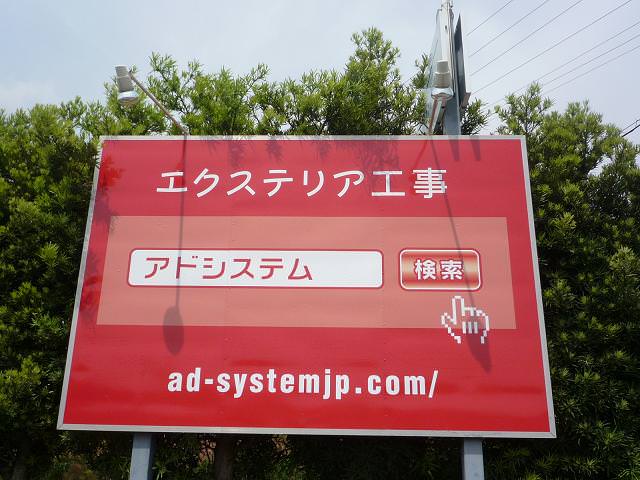 エクステリア工事
アドシステム 検索
ad-systemjp.com/